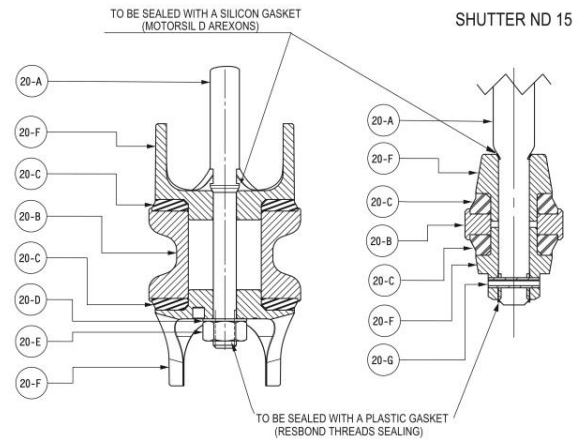 TO BE SEALED WITH A SILICON GASKET
(MOTORSIL D AREXONS)
SHUTTER ND 15
20-A
20-F
20-C
20-B
20-C
20-D
20-E
20-F
20-A
20-F
20-C
20-B
20-C
20-F
20-G
TO BE SEALED WITH A PLASTIC GASKET
(RESBOND THREADS SEALING)